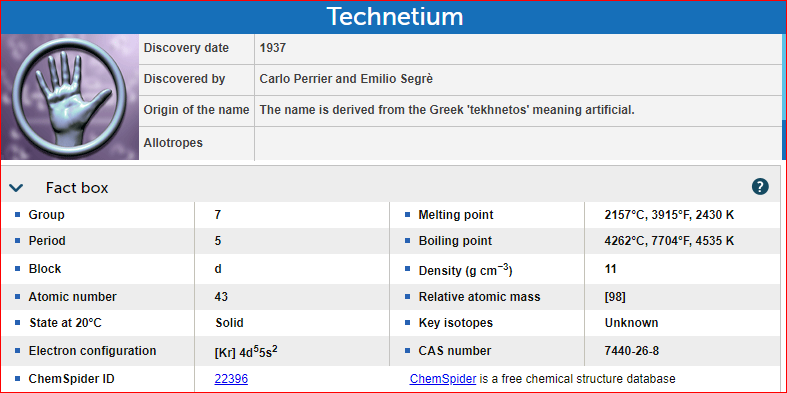 Technetium
Discovery date 1937
Discovered by Carlo Perrier and Emilio Segrè
Origin of the name The name is derived from the Greek 'tekhnetos' meaning artificial.
Allotropes
Fact box ?
Group 7 Melting point 2157°C, 3915°F, 2430 K
Period 5 Boiling point 4262°C, 7704°F, 4535 K
Block d Density (g cm⁻³) 11
Atomic number 43 Relative atomic mass [98]
State at 20°C Solid Key isotopes Unknown
Electron configuration [Kr] 4d⁵5s² CAS number 7440-26-8
ChemSpider ID 22396 ChemSpider is a free chemical structure database